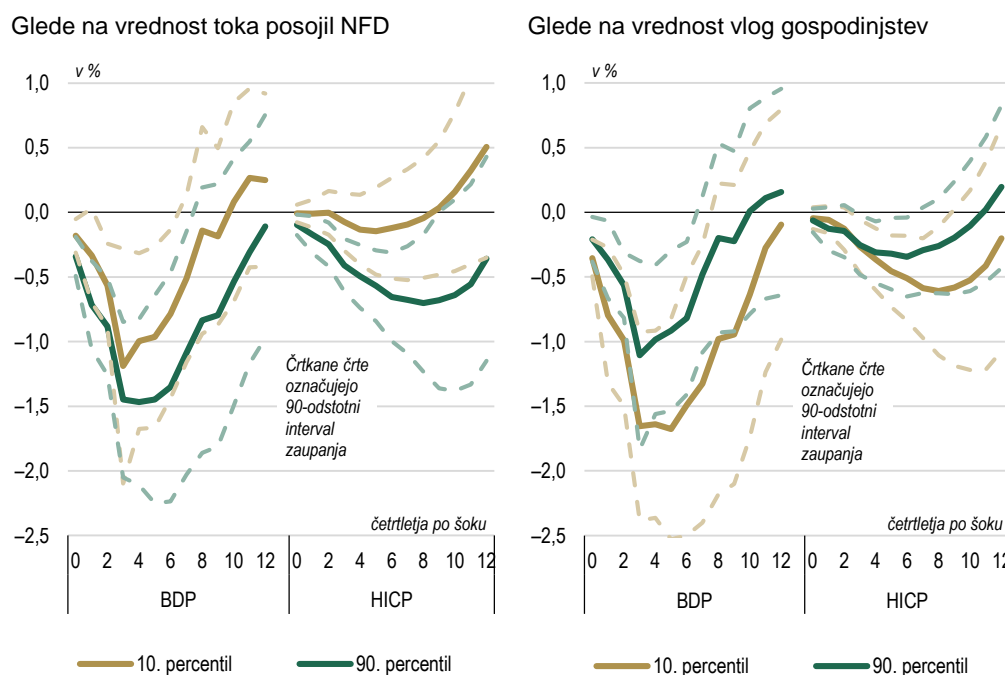 Glede na vrednost toka posojil NFD
v %
1,0
0,5
0,0
–0,5
–1,0
–1,5
–2,0
–2,5
Črtkane črte
označujejo
90-odstotni
interval
zaupanja
četrtletja po šoku
0 2 4 6 8 10 12 0 2 4 6 8 10 12
BDP HICP
10. percentil 90. percentil
Glede na vrednost vlog gospodinjstev
v %
1,0
0,5
0,0
–0,5
–1,0
–1,5
–2,0
–2,5
Črtkane črte
označujejo
90-odstotni
interval
zaupanja
četrtletja po šoku
0 2 4 6 8 10 12 0 2 4 6 8 10 12
BDP HICP
10. percentil 90. percentil